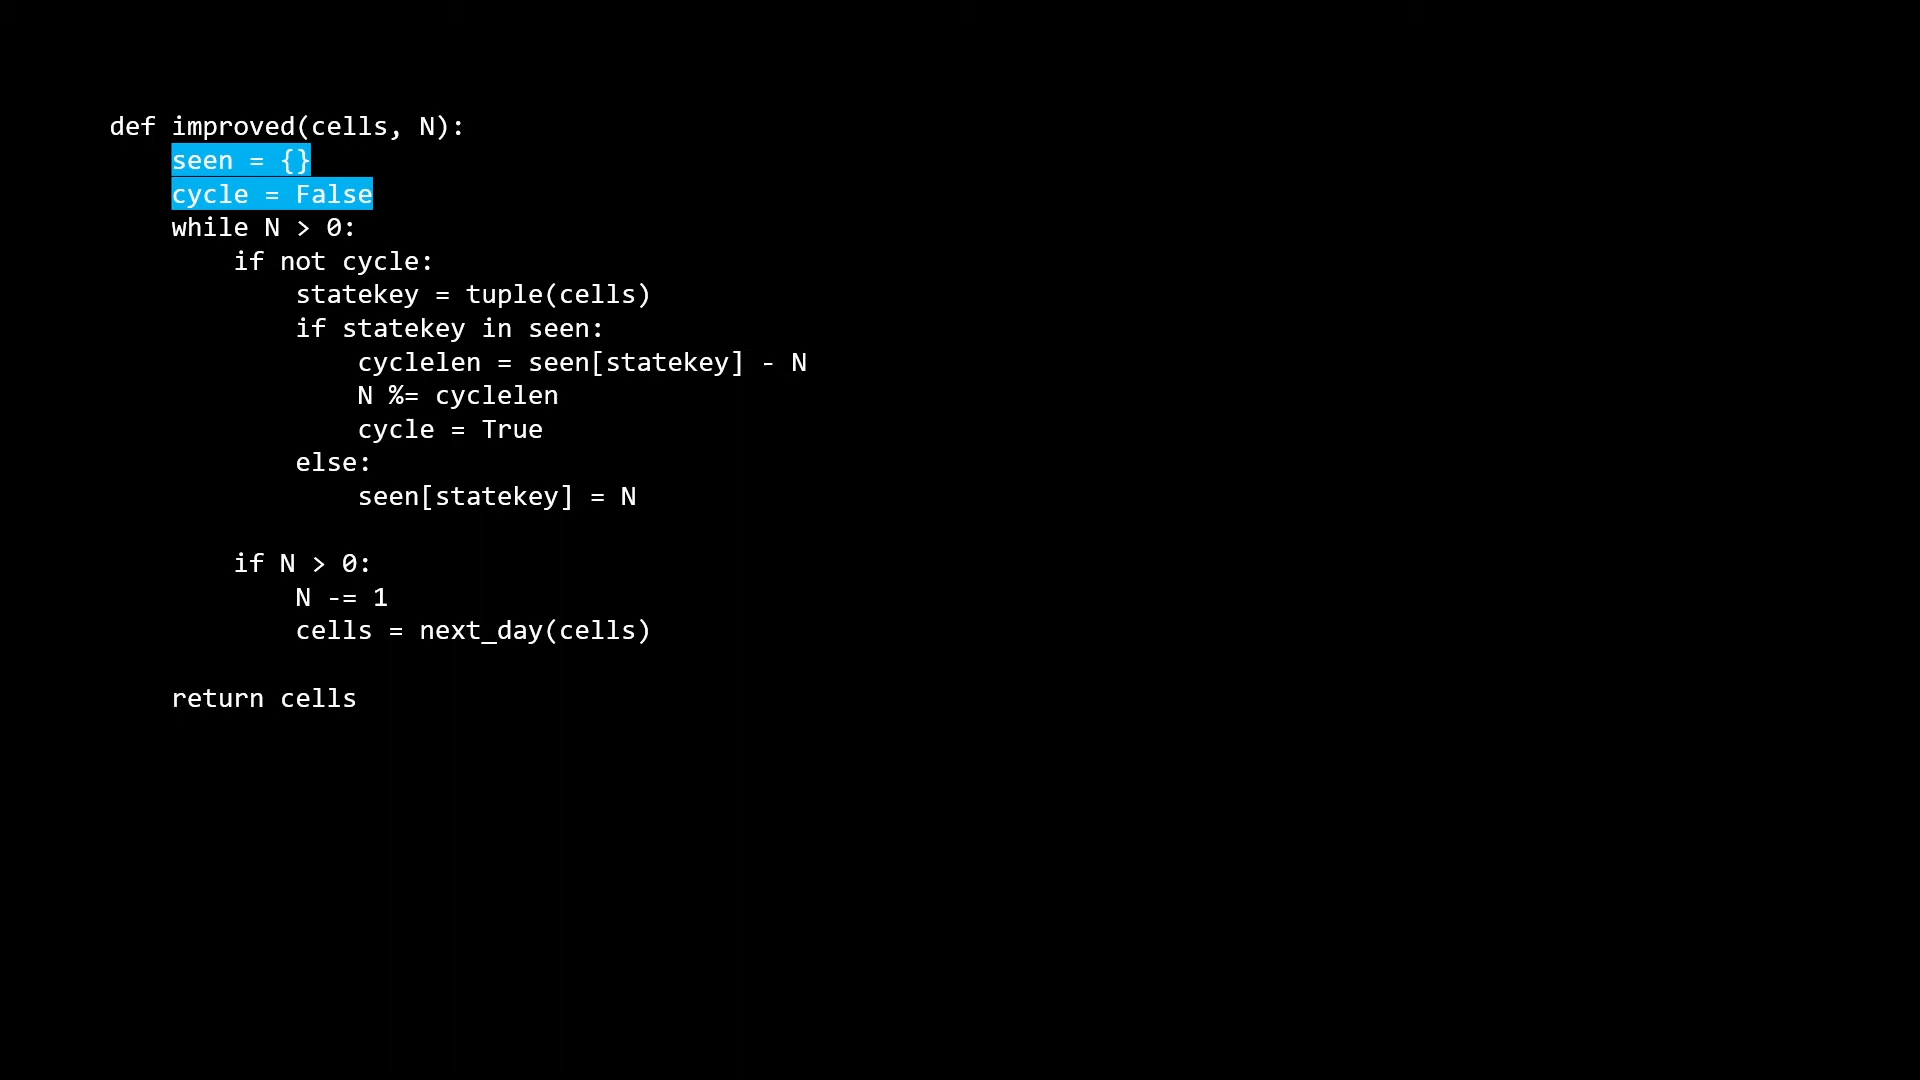 def improved(cells, N):
    seen = {}
    cycle = False
    while N > 0:
        if not cycle:
            statekey = tuple(cells)
            if statekey in seen:
                cyclelen = seen[statekey] - N
                N %= cyclelen
                cycle = True
            else:
                seen[statekey] = N

        if N > 0:
            N -= 1
            cells = next_day(cells)

    return cells